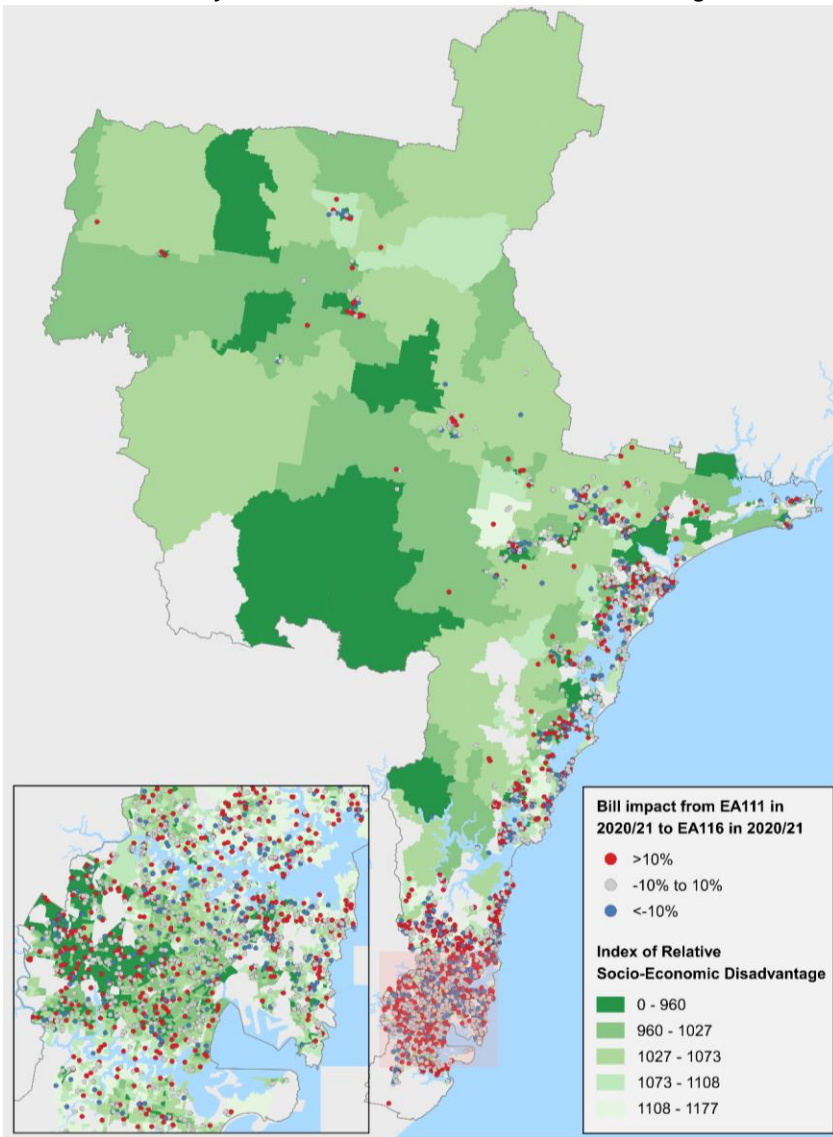 Bill impact from EA111 in
2020/21 to EA116 in 2020/21
>10%
-10% to 10%
<-10%
Index of Relative
Socio-Economic Disadvantage
0 - 960
960 - 1027
1027 - 1073
1073 - 1108
1108 - 1177